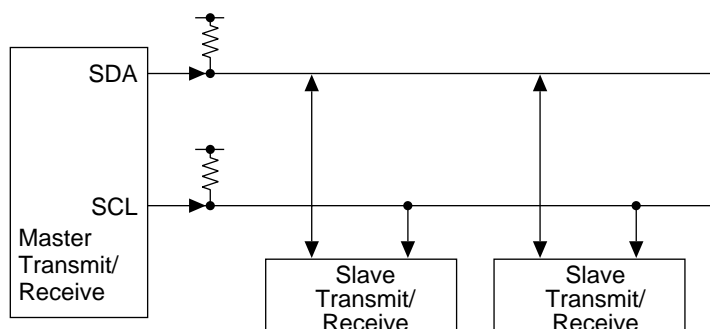 SDA
SCL
Master
Transmit/
Receive
Slave
Transmit/
Receive
Slave
Transmit/
Receive